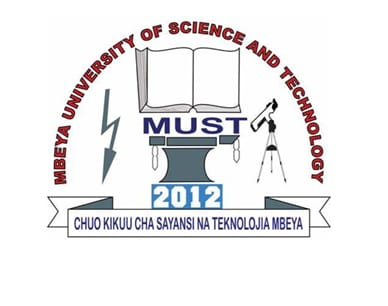 MBEYA UNIVERSITY OF SCIENCE AND TECHNOLOGY
MUST
2012
CHUO KIKUU CHA SAYANSI NA TEKNOLOJIA MBEYA